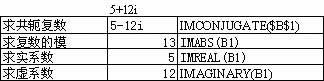 5+12i
求共轭复数 5-12i IMCONJUGATE($B$1)
求复数的模 13 IMABS(B1)
求实系数 5 IMREAL(B1)
求虚系数 12 IMAGINARY(B1)